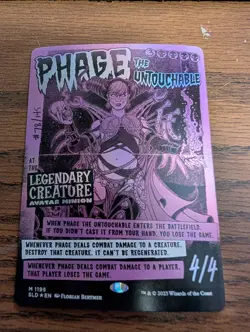 PHAGE THE
UNTOUCHABLE
AT
THE
LEGENDARY
CREATURE
AVATAR MINION
WHEN PHAGE THE UNTOUCHABLE ENTERS THE BATTLEFIELD,
IF YOU DIDN'T CAST IT FROM YOUR HAND, YOU LOSE THE GAME.
WHENEVER PHAGE DEALS COMBAT DAMAGE TO A CREATURE,
DESTROY THAT CREATURE. IT CAN'T BE REGENERATED.
WHENEVER PHAGE DEALS COMBAT DAMAGE TO A PLAYER,
THAT PLAYER LOSES THE GAME.
4/4
M 1196
SLD ★ EN FLORIAN BERTMER
™ & © 2023 Wizards of the Coast